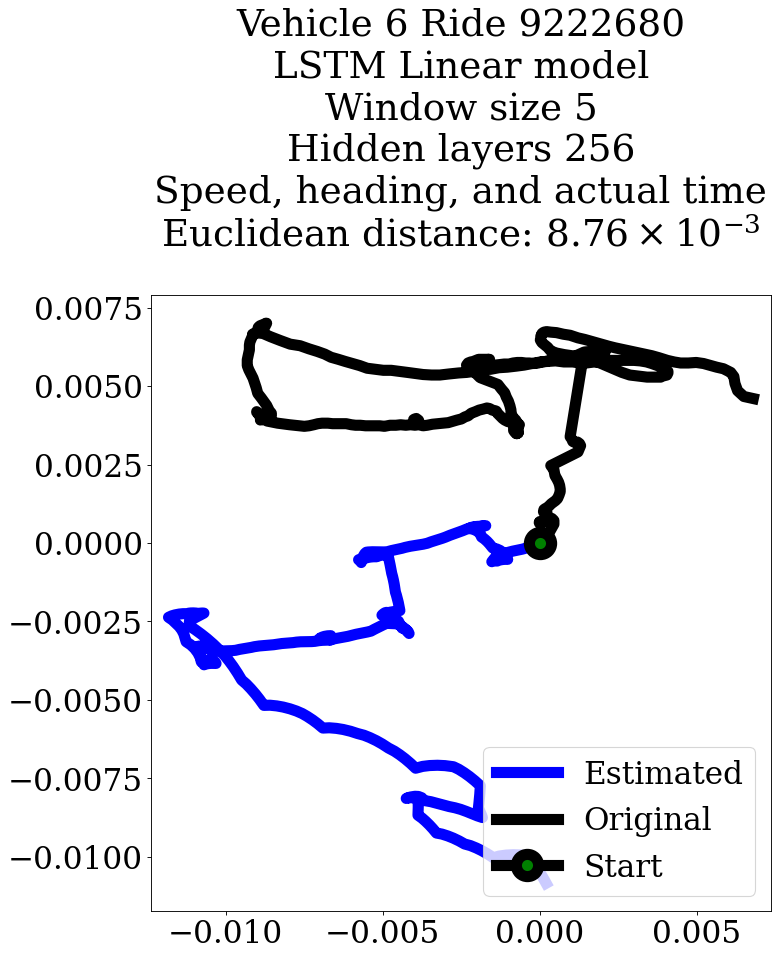 Vehicle 6 Ride 9222680
LSTM Linear model
Window size 5
Hidden layers 256
Speed, heading, and actual time
Euclidean distance: 8.76 × 10⁻³
0.0075
0.0050
0.0025
0.0000
−0.0025
−0.0050
−0.0075
−0.0100
Estimated
Original
Start
−0.010 −0.005 0.000 0.005